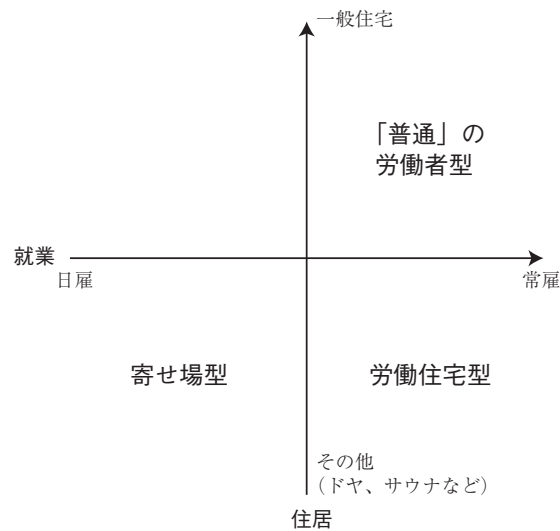 一般住宅
「普通」の
労働者型
就業
日雇
常雇
寄せ場型
労働住宅型
その他
（ドヤ、サウナなど）
住居